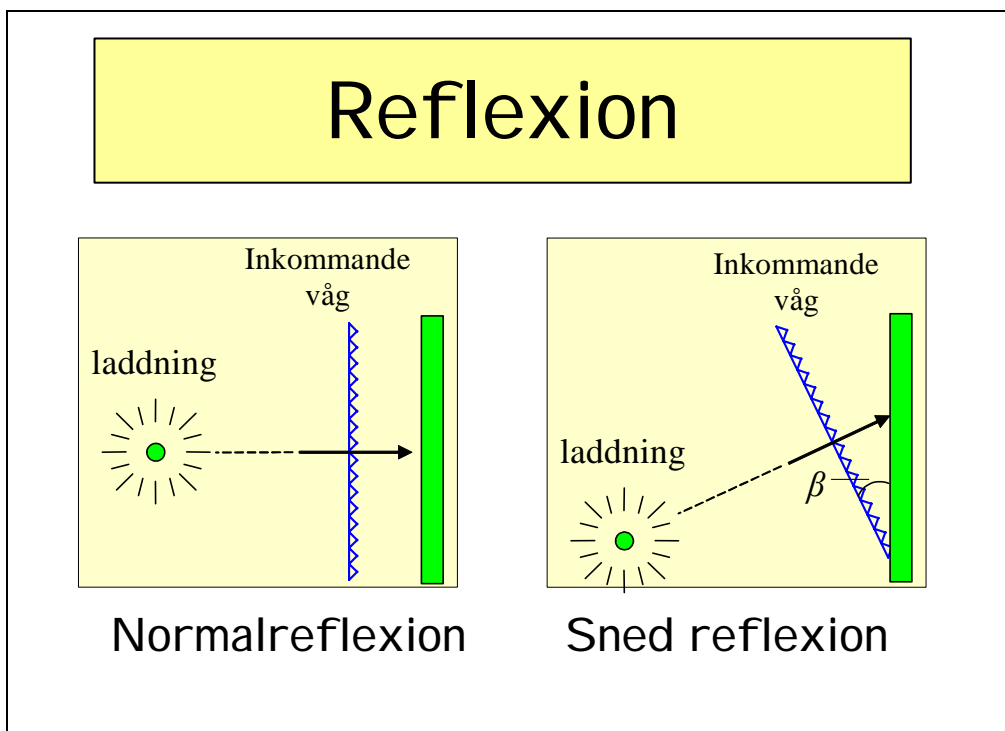 Reflexion
Inkommande
våg
laddning
Normalreflexion
Inkommande
våg
laddning
β
Sned reflexion